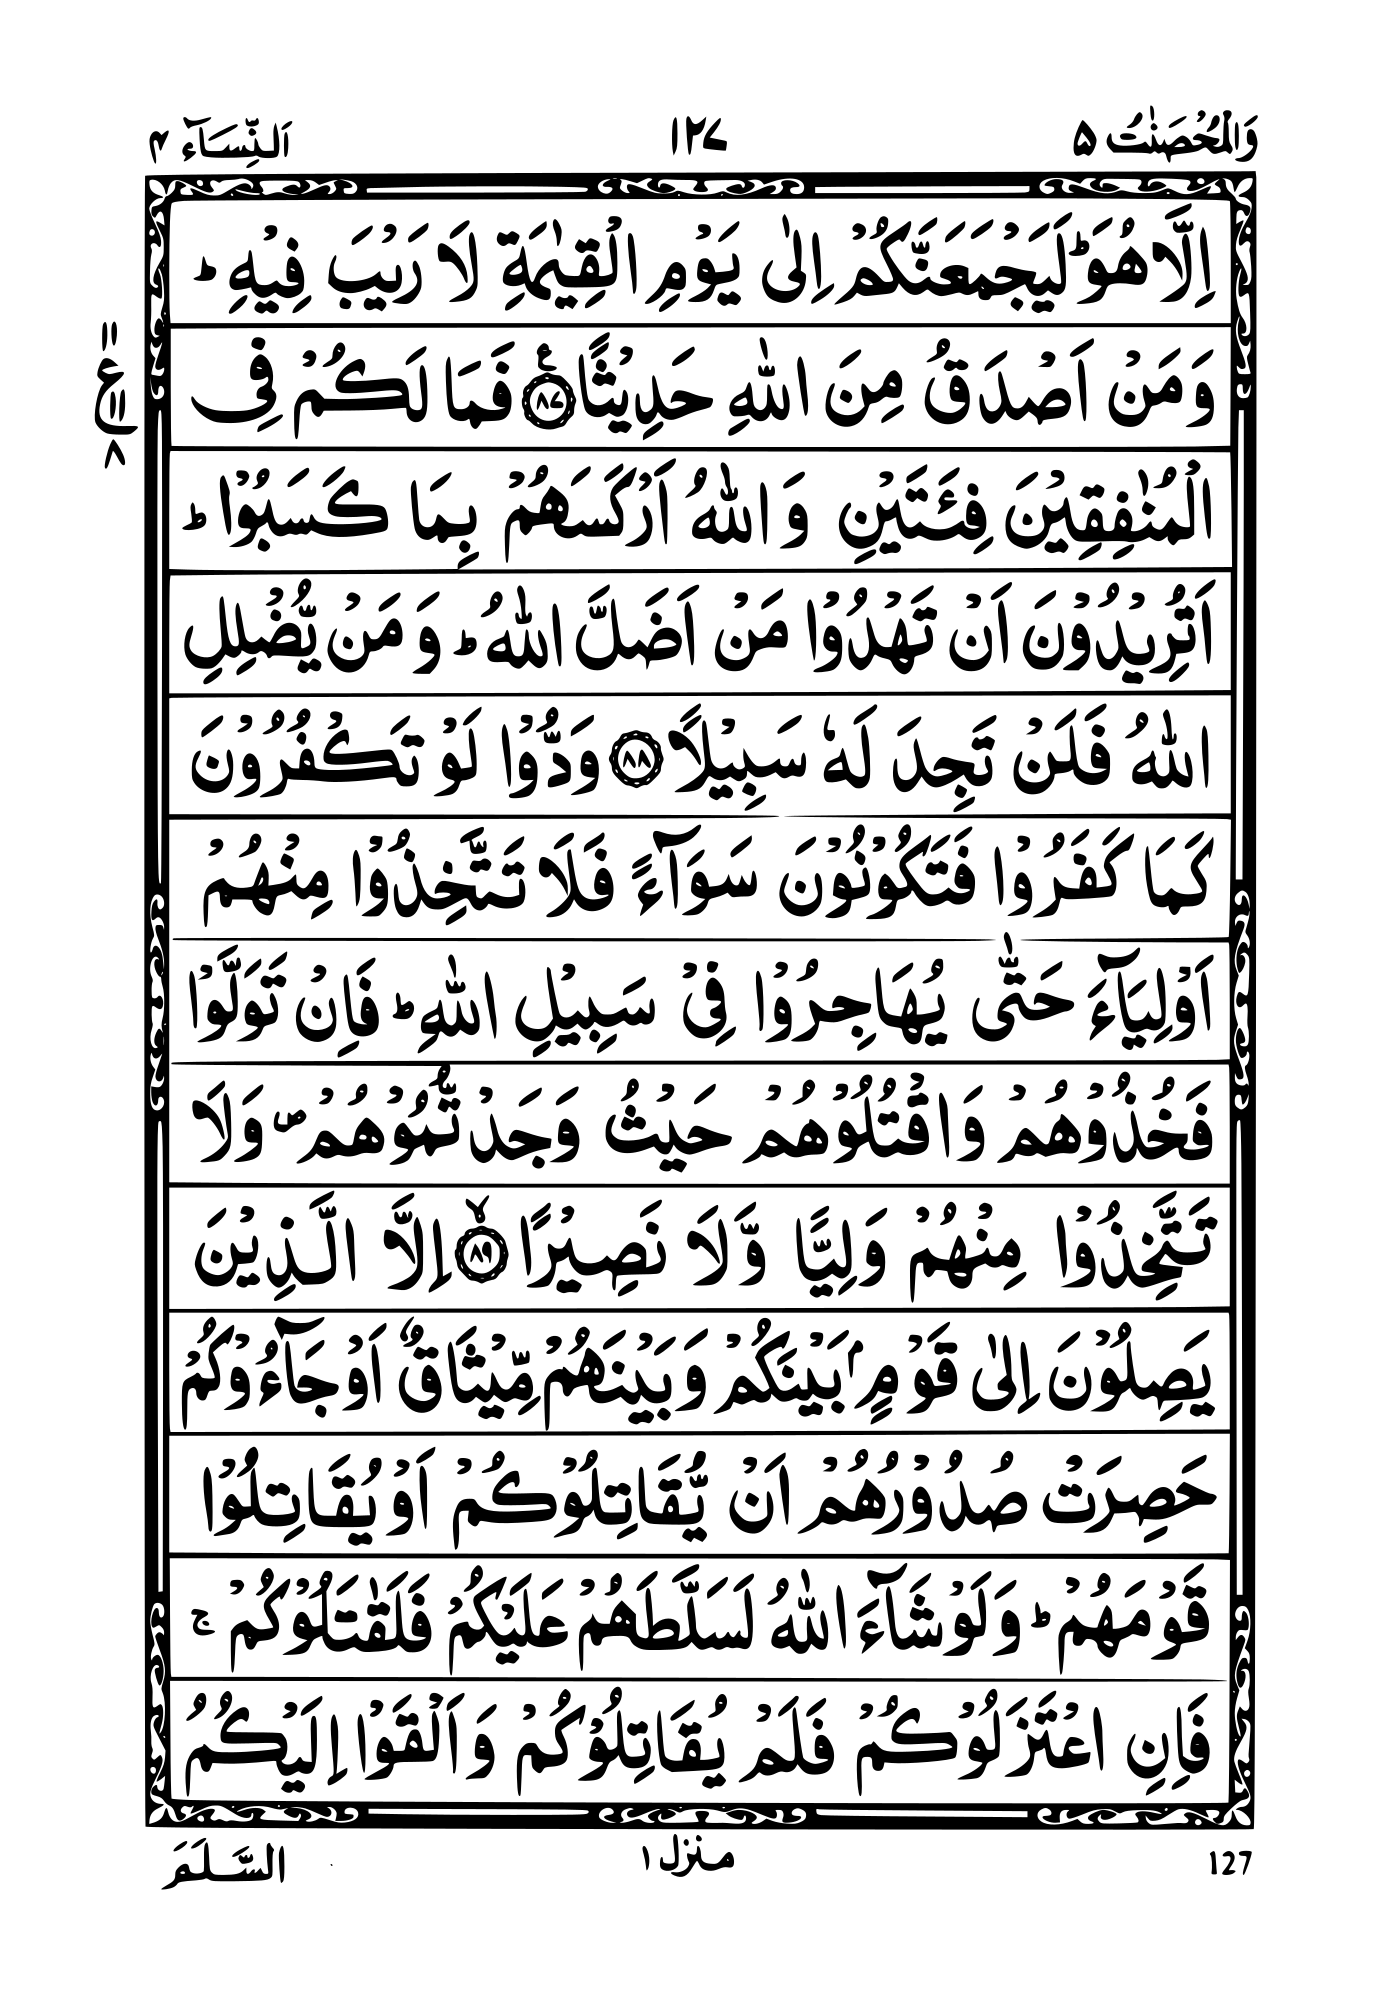 وَالْمُحْصَنٰتُ ۵
۱۲۷
اَلنِّسَآء ۴
اِلَّا هُوَ ؕ لَيَجْمَعَنَّكُمْ اِلٰى يَوْمِ الْقِيٰمَةِ لَا رَيْبَ فِيْهِ ؕ
وَمَنْ اَصْدَقُ مِنَ اللّٰهِ حَدِيْثًا ﴿۸۷﴾ فَمَا لَكُمْ فِى
۱۱
ع
۱۱
۸
الْمُنٰفِقِيْنَ فِئَتَيْنِ وَاللّٰهُ اَرْكَسَهُمْ بِمَا كَسَبُوْا ؕ
اَتُرِيْدُوْنَ اَنْ تَهْدُوْا مَنْ اَضَلَّ اللّٰهُ ؕ وَمَنْ يُّضْلِلِ
اللّٰهُ فَلَنْ تَجِدَ لَهٗ سَبِيْلًا ﴿۸۸﴾ وَدُّوْا لَوْ تَكْفُرُوْنَ
كَمَا كَفَرُوْا فَتَكُوْنُوْنَ سَوَآءً فَلَا تَتَّخِذُوْا مِنْهُمْ
اَوْلِيَآءَ حَتّٰى يُهَاجِرُوْا فِىْ سَبِيْلِ اللّٰهِ ؕ فَاِنْ تَوَلَّوْا
فَخُذُوْهُمْ وَاقْتُلُوْهُمْ حَيْثُ وَجَدْتُّمُوْهُمْ ۪ وَلَا
تَتَّخِذُوْا مِنْهُمْ وَلِيًّا وَّلَا نَصِيْرًا ﴿۸۹﴾ ۙ اِلَّا الَّذِيْنَ
يَصِلُوْنَ اِلٰى قَوْمٍۭ بَيْنَكُمْ وَبَيْنَهُمْ مِّيْثَاقٌ اَوْ جَآءُوْكُمْ
حَصِرَتْ صُدُوْرُهُمْ اَنْ يُّقَاتِلُوْكُمْ اَوْ يُقَاتِلُوْا
قَوْمَهُمْ ؕ وَلَوْ شَآءَ اللّٰهُ لَسَلَّطَهُمْ عَلَيْكُمْ فَلَقٰتَلُوْكُمْ ۚ
فَاِنِ اعْتَزَلُوْكُمْ فَلَمْ يُقَاتِلُوْكُمْ وَاَلْقَوْا اِلَيْكُمُ
127
منزل ۱
السَّلَمَ